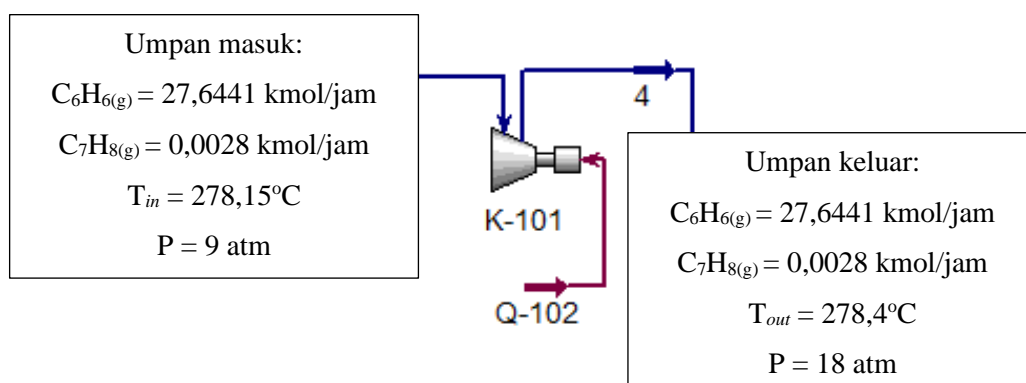 Umpan masuk:
C₆H₆₍g₎ = 27,6441 kmol/jam
C₇H₈₍g₎ = 0,0028 kmol/jam
Tin = 278,15ºC
P = 9 atm
4
K-101
Q-102
Umpan keluar:
C₆H₆₍g₎ = 27,6441 kmol/jam
C₇H₈₍g₎ = 0,0028 kmol/jam
Tout = 278,4ºC
P = 18 atm